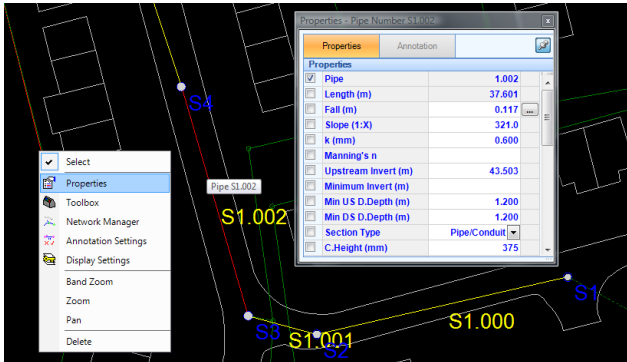 Properties - Pipe Number S1.002
Properties Annotation
Properties
Pipe 1.002
Length (m) 37.601
Fall (m) 0.117 ...
Slope (1:X) 321.0
k (mm) 0.600
Manning's n
Upstream Invert (m) 43.503
Minimum Invert (m)
Min US D.Depth (m) 1.200
Min DS D.Depth (m) 1.200
Section Type Pipe/Conduit
C.Height (mm) 375
S4
Select
Properties
Toolbox
Network Manager
Annotation Settings
Display Settings
Band Zoom
Zoom
Pan
Delete
Pipe S1.002
S1.002
S1
S1.000
S3
S1.001
S2